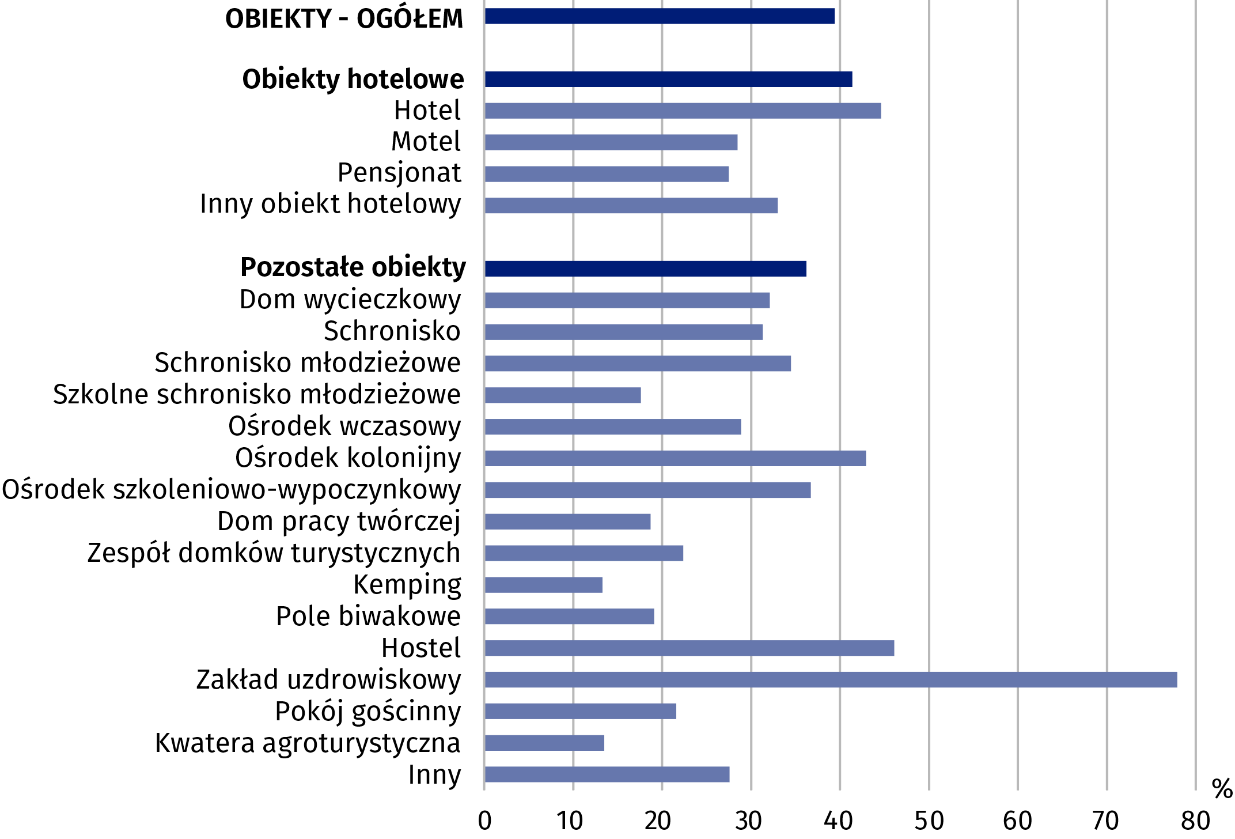 OBIEKTY - OGÓŁEM
Obiekty hotelowe
Hotel
Motel
Pensjonat
Inny obiekt hotelowy
Pozostałe obiekty
Dom wycieczkowy
Schronisko
Schronisko młodzieżowe
Szkolne schronisko młodzieżowe
Ośrodek wczasowy
Ośrodek kolonijny
Ośrodek szkoleniowo-wypoczynkowy
Dom pracy twórczej
Zespół domków turystycznych
Kemping
Pole biwakowe
Hostel
Zakład uzdrowiskowy
Pokój gościnny
Kwatera agroturystyczna
Inny
%
0 10 20 30 40 50 60 70 80